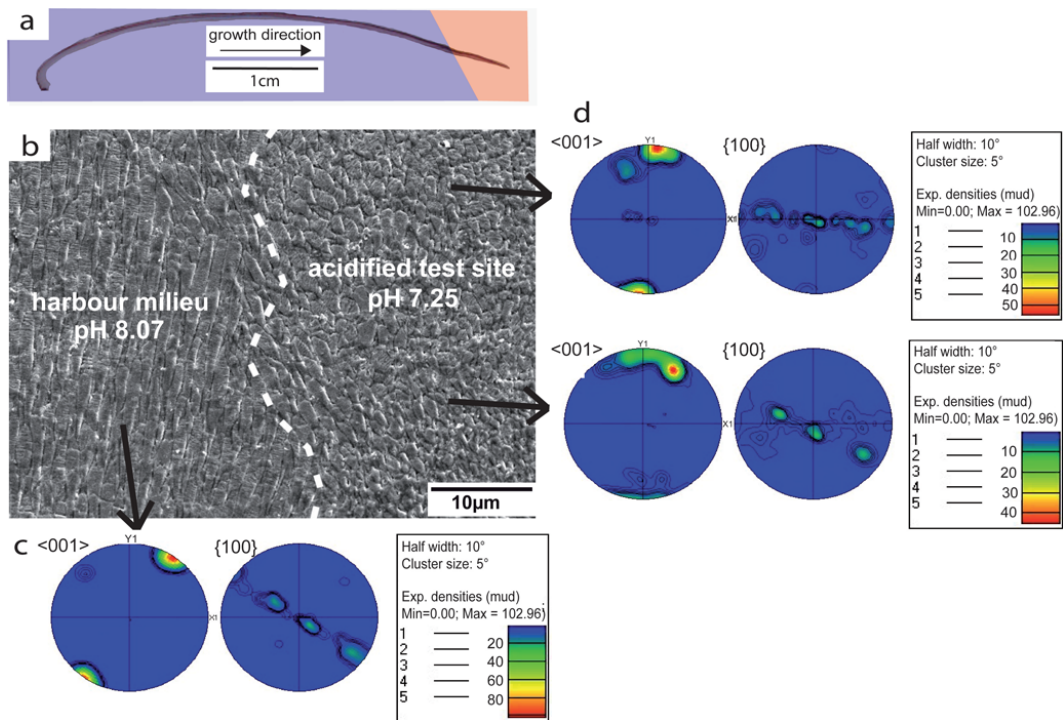 a
growth direction
1cm
b
harbour milieu
pH 8.07
acidified test site
pH 7.25
10µm
c
<001>
Y1
{100}
X1
Half width: 10°
Cluster size: 5°
Exp. densities (mud)
Min=0.00; Max = 102.96)
1
2
3
4
5
20
40
60
80
d
<001>
Y1
{100}
X1
Half width: 10°
Cluster size: 5°
Exp. densities (mud)
Min=0.00; Max = 102.96)
1
2
3
4
5
10
20
30
40
50
<001>
Y1
{100}
X1
Half width: 10°
Cluster size: 5°
Exp. densities (mud)
Min=0.00; Max = 102.96)
1
2
3
4
5
10
20
30
40